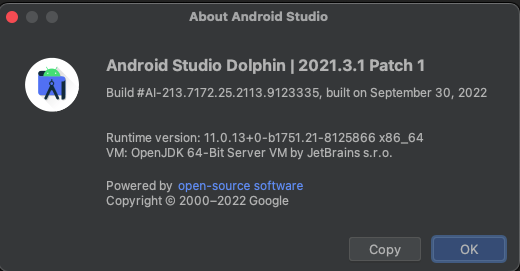 About Android Studio
Android Studio Dolphin | 2021.3.1 Patch 1
Build #AI-213.7172.25.2113.9123335, built on September 30, 2022
Runtime version: 11.0.13+0-b1751.21-8125866 x86_64
VM: OpenJDK 64-Bit Server VM by JetBrains s.r.o.
Powered by open-source software
Copyright © 2000–2022 Google
Copy OK